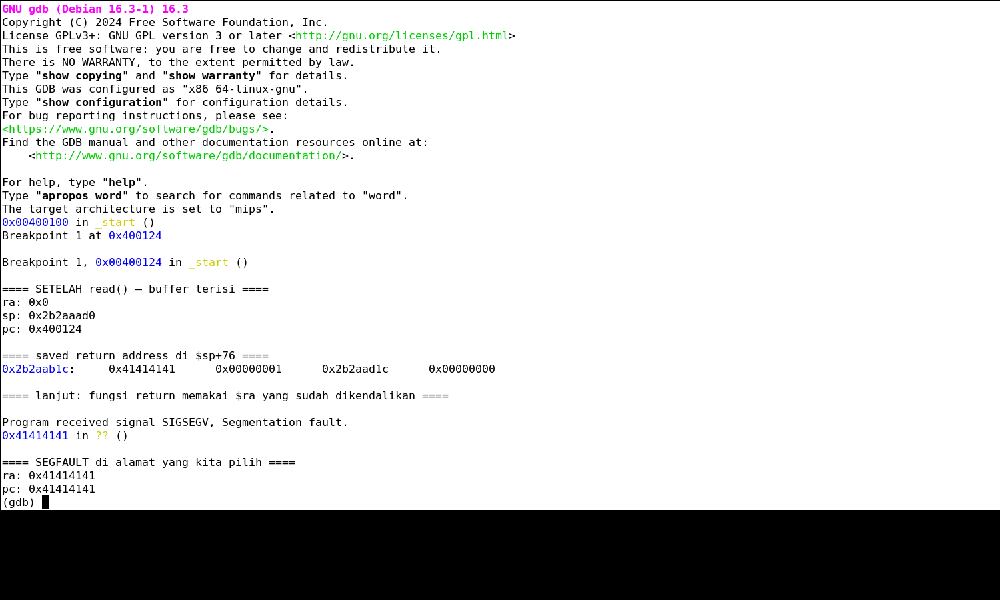 GNU gdb (Debian 16.3-1) 16.3
Copyright (C) 2024 Free Software Foundation, Inc.
License GPLv3+: GNU GPL version 3 or later <http://gnu.org/licenses/gpl.html>
This is free software: you are free to change and redistribute it.
There is NO WARRANTY, to the extent permitted by law.
Type "show copying" and "show warranty" for details.
This GDB was configured as "x86_64-linux-gnu".
Type "show configuration" for configuration details.
For bug reporting instructions, please see:
<https://www.gnu.org/software/gdb/bugs/>.
Find the GDB manual and other documentation resources online at:
    <http://www.gnu.org/software/gdb/documentation/>.

For help, type "help".
Type "apropos word" to search for commands related to "word".
The target architecture is set to "mips".
0x00400100 in _start ()
Breakpoint 1 at 0x400124

Breakpoint 1, 0x00400124 in _start ()

==== SETELAH read() — buffer terisi ====
ra: 0x0
sp: 0x2b2aaad0
pc: 0x400124

==== saved return address di $sp+76 ====
0x2b2aab1c:     0x41414141      0x00000001      0x2b2aad1c      0x00000000

==== lanjut: fungsi return memakai $ra yang sudah dikendalikan ====

Program received signal SIGSEGV, Segmentation fault.
0x41414141 in ?? ()

==== SEGFAULT di alamat yang kita pilih ====
ra: 0x41414141
pc: 0x41414141
(gdb)